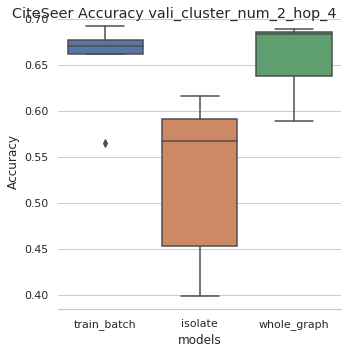 CiteSeer Accuracy vali_cluster_num_2_hop_4
0.70
0.65
0.60
0.55
0.50
0.45
0.40
Accuracy
train_batch
isolate
whole_graph
models